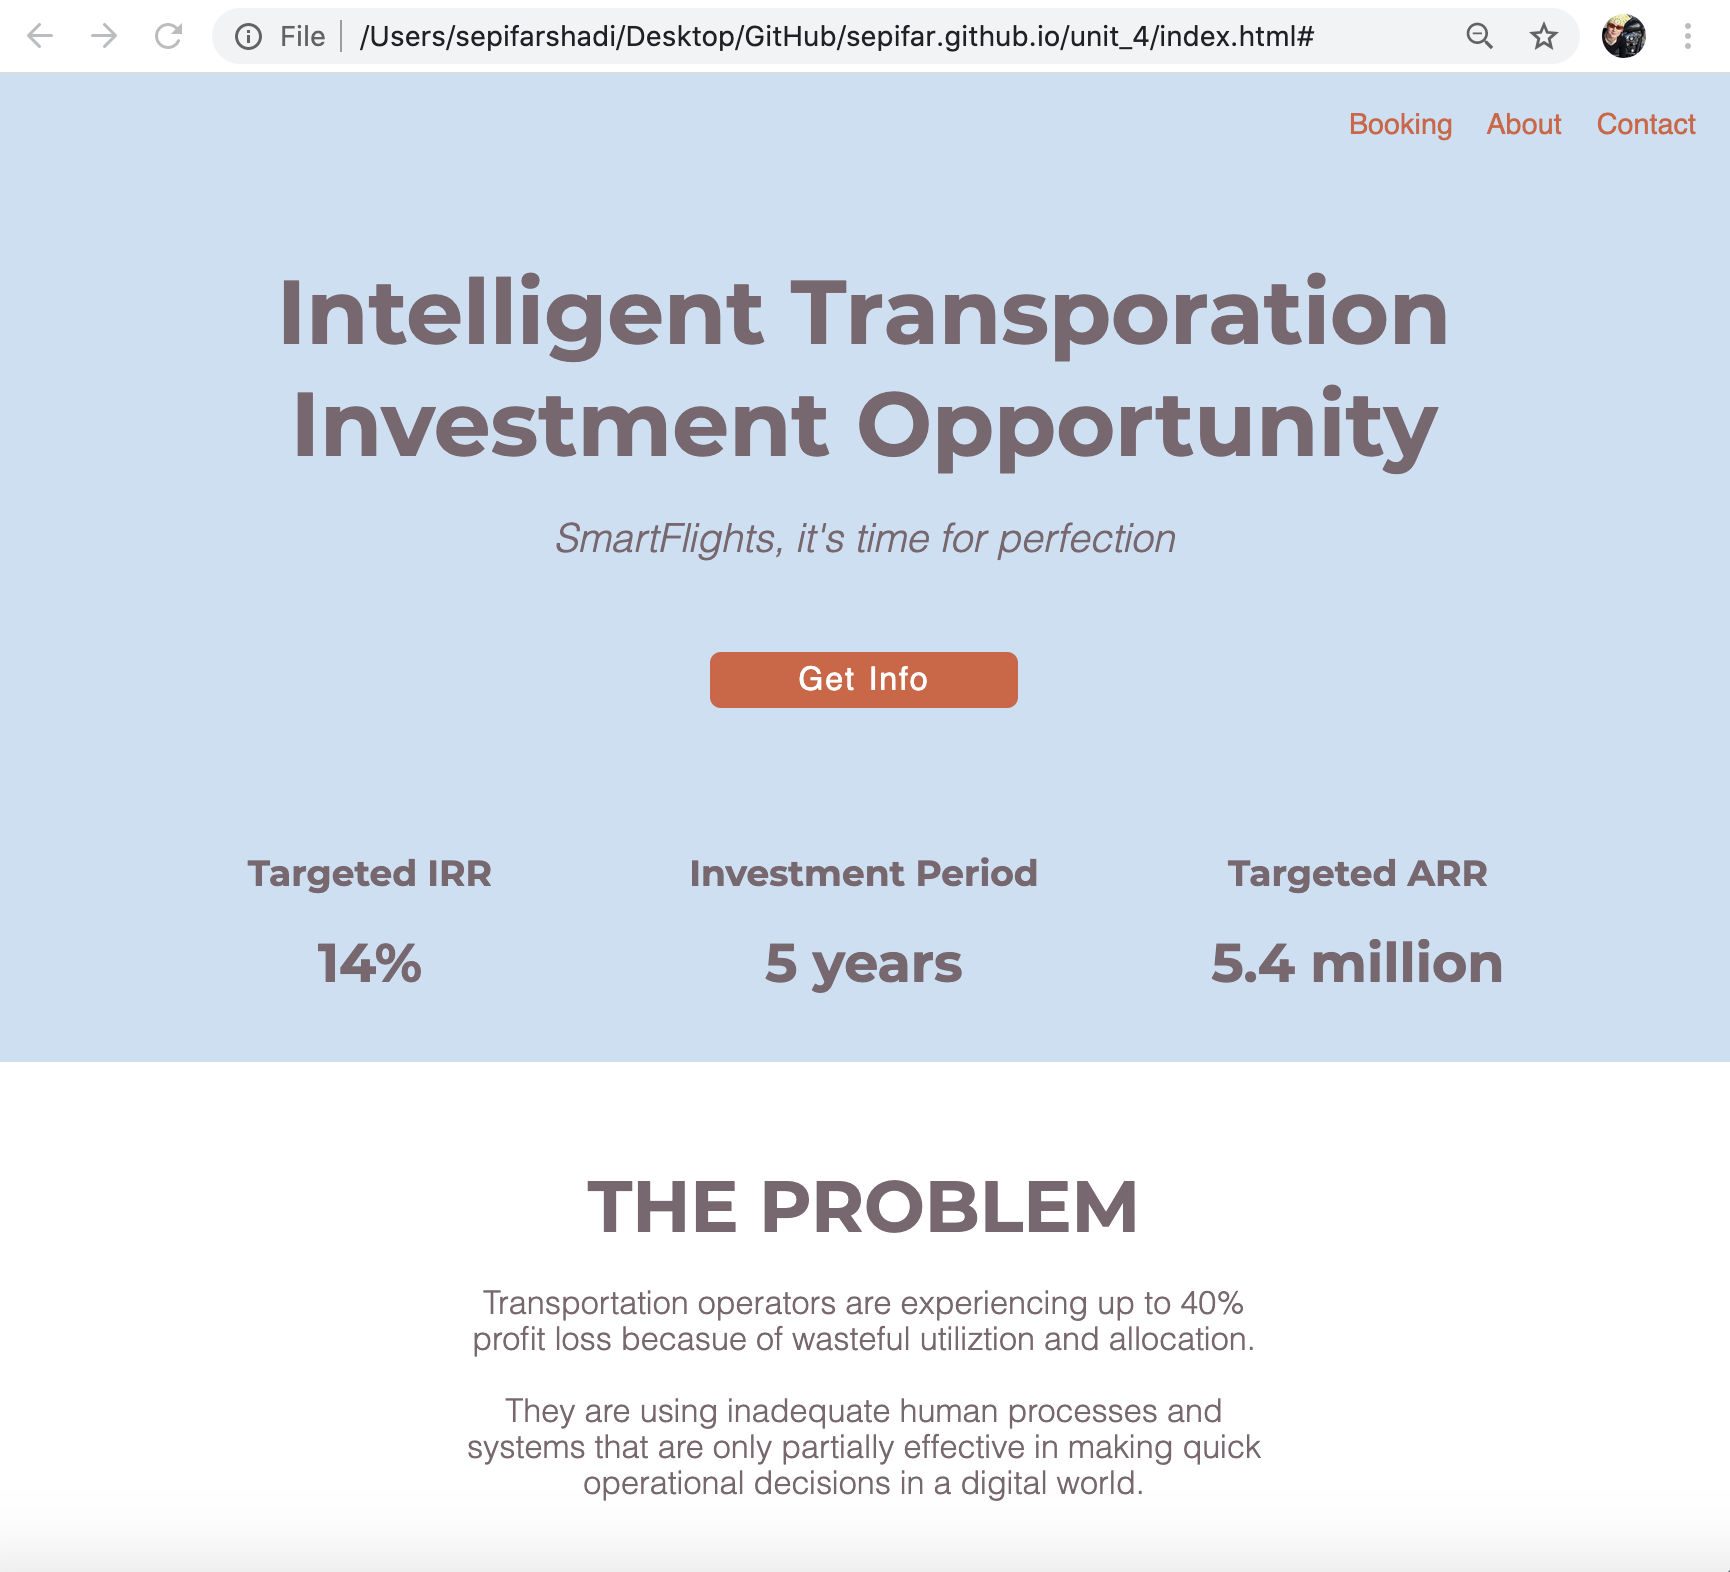 File /Users/sepifarshadi/Desktop/GitHub/sepifar.github.io/unit_4/index.html#
Booking About Contact
Intelligent Transporation
Investment Opportunity
SmartFlights, it's time for perfection
Get Info
Targeted IRR Investment Period Targeted ARR
14% 5 years 5.4 million
THE PROBLEM
Transportation operators are experiencing up to 40%
profit loss becasue of wasteful utiliztion and allocation.
They are using inadequate human processes and
systems that are only partially effective in making quick
operational decisions in a digital world.